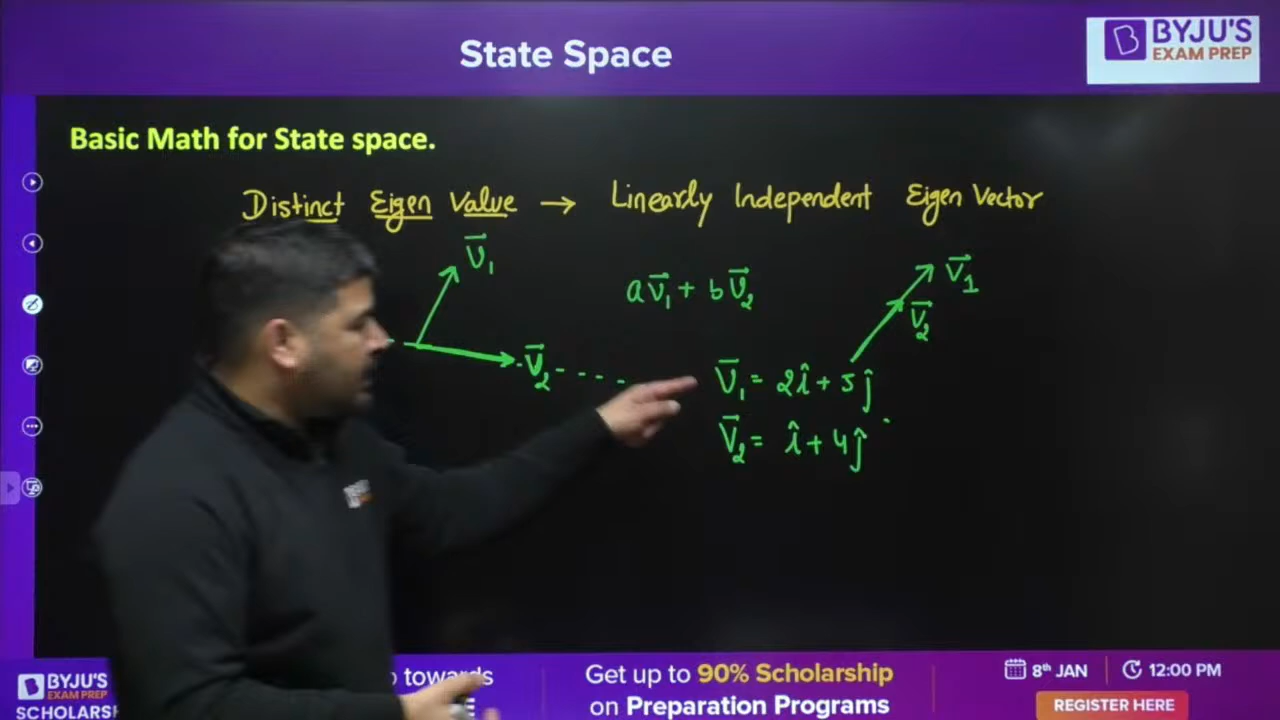 State Space
BYJU'S
EXAM PREP
Basic Math for State space.
Distinct Eigen Value → Linearly Independent Eigen Vector
V⃗₁
V⃗₁
aV⃗₁ + bV⃗₂
V⃗₂
V⃗₂
V⃗₁ = 2î + 5ĵ
V⃗₂ = î + 4ĵ
BYJU'S
EXAM PREP
towards
Get up to 90% Scholarship
on Preparation Programs
8th JAN
12:00 PM
REGISTER HERE